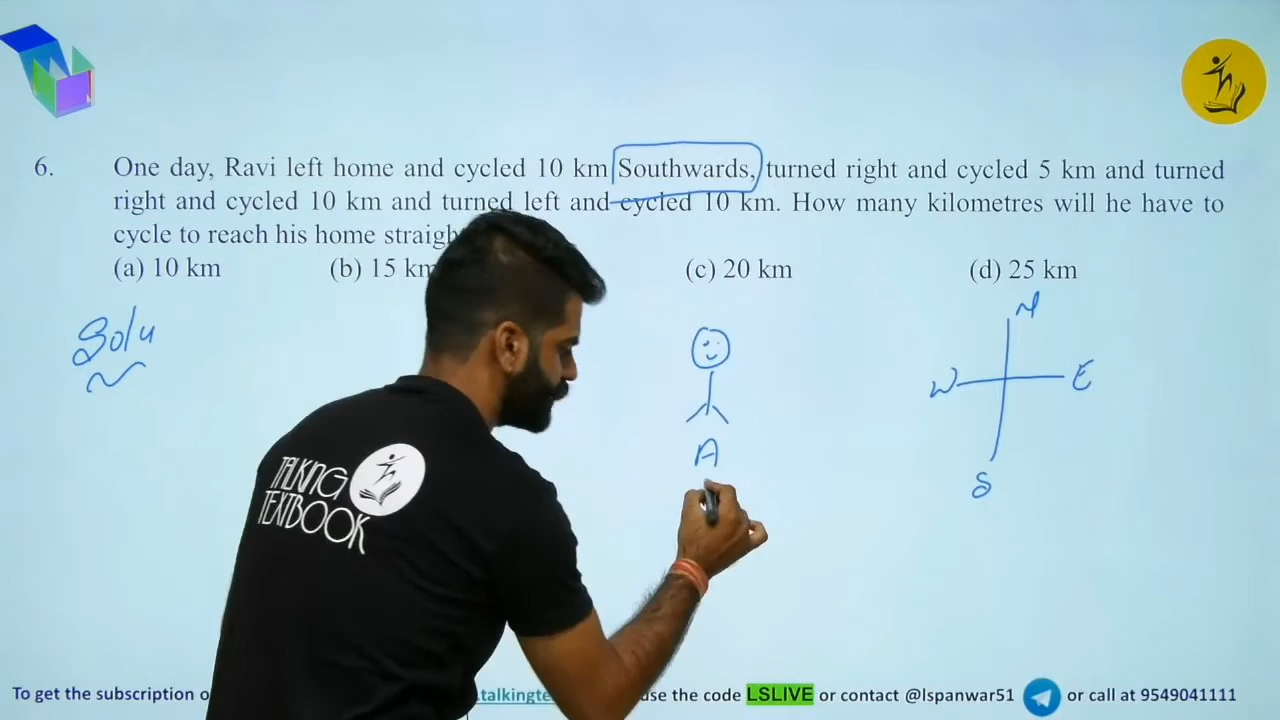 6. One day, Ravi left home and cycled 10 km Southwards, turned right and cycled 5 km and turned
right and cycled 10 km and turned left and cycled 10 km. How many kilometres will he have to
cycle to reach his home
(a) 10 km (b) 15 (c) 20 km (d) 25 km
Solu
N
W E
S
A
TALKING
TEXTBOOK
To get the subscription use the code LSLIVE or contact @lspanwar51 or call at 9549041111